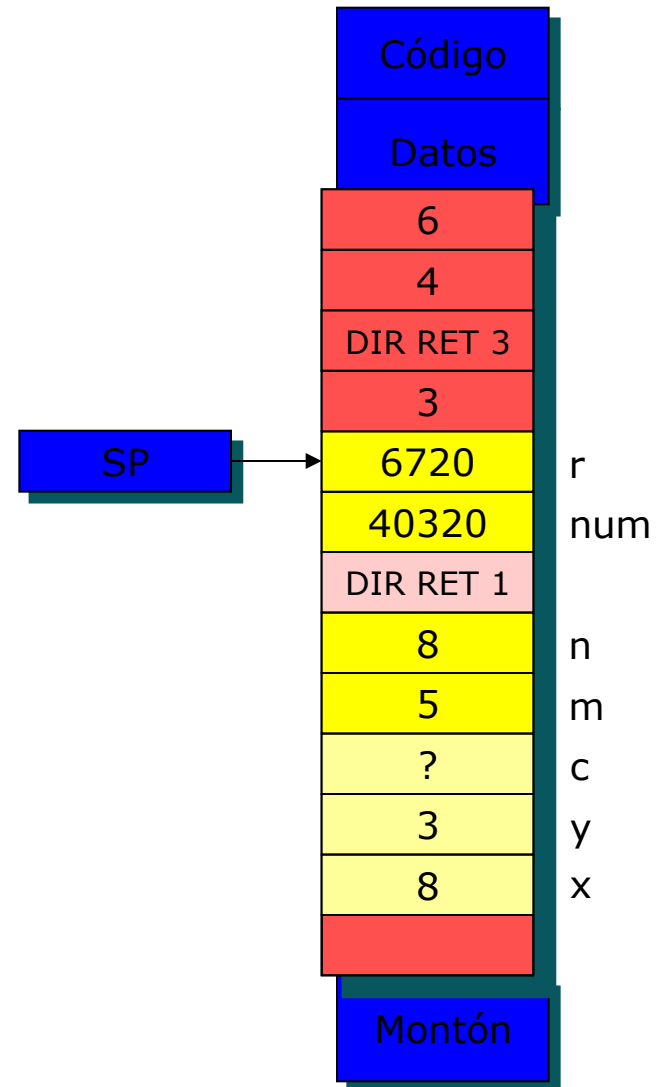 Código
Datos
6
4
DIR RET 3
3
SP 6720 r
40320 num
DIR RET 1
8 n
5 m
? c
3 y
8 x
Montón